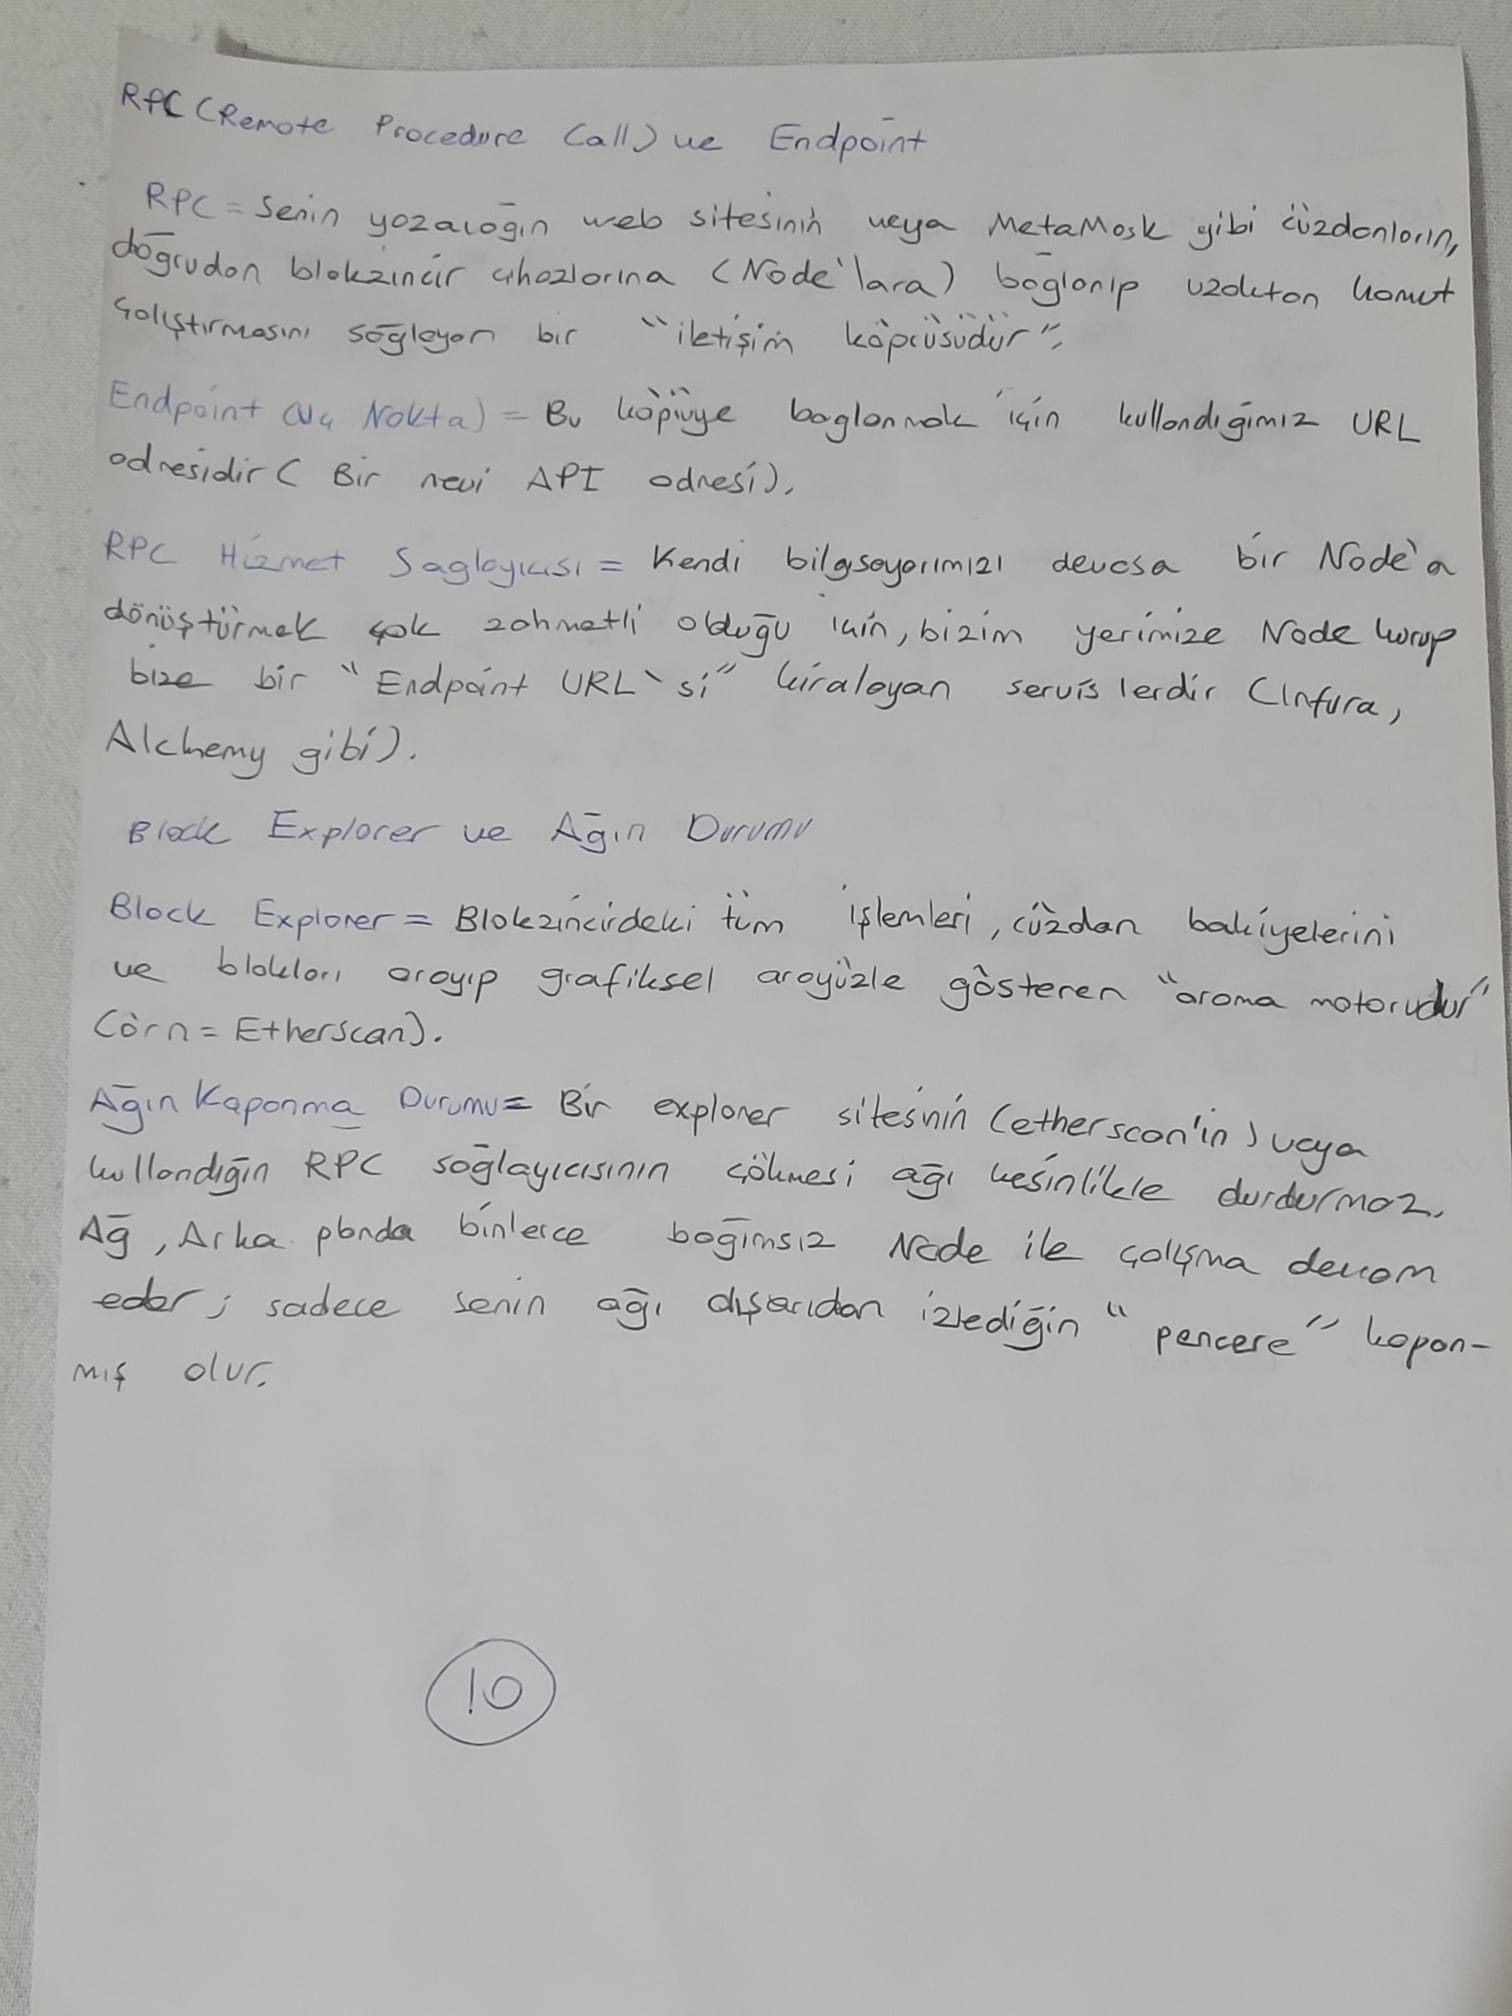 RPC (Remote Procedure Call) ve Endpoint
RPC = Senin yazacağın web sitesinin veya MetaMask gibi cüzdanların,
doğrudan blokzincir cihazlarına (Node'lara) bağlanıp uzaktan komut
çalıştırmasını sağlayan bir "iletişim köprüsüdür".
Endpoint (Uç Nokta) = Bu köprüye bağlanmak için kullandığımız URL
adresidir (Bir nevi API adresi).
RPC Hizmet Sağlayıcısı = Kendi bilgisayarımızı devasa bir Node'a
dönüştürmek çok zahmetli olduğu için, bizim yerimize Node kurup
bize bir "Endpoint URL'si" kiralayan servislerdir (Infura,
Alchemy gibi).
Block Explorer ve Ağın Durumu
Block Explorer = Blokzincirdeki tüm işlemleri, cüzdan bakiyelerini
ve blokları arayıp grafiksel arayüzle gösteren "arama motorudur"
(örn = Etherscan).
Ağın Kapanma Durumu = Bir explorer sitesinin (etherscan'in) veya
kullandığın RPC sağlayıcısının çökmesi ağı kesinlikle durdurmaz.
Ağ, Arka planda binlerce bağımsız Node ile çalışma devam
eder; sadece senin ağı dışarıdan izlediğin "pencere" kapan-
mış olur.
10